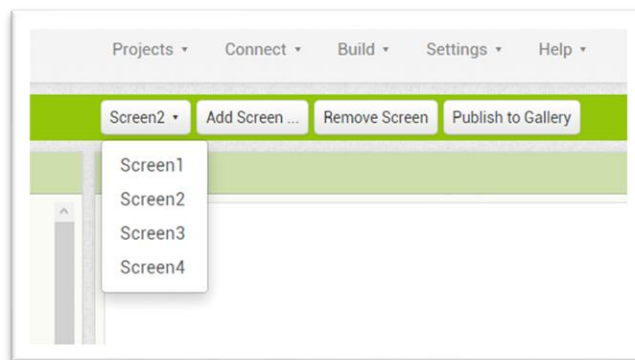 Projects Connect Build Settings Help
Screen2 Add Screen ... Remove Screen Publish to Gallery
Screen1
Screen2
Screen3
Screen4